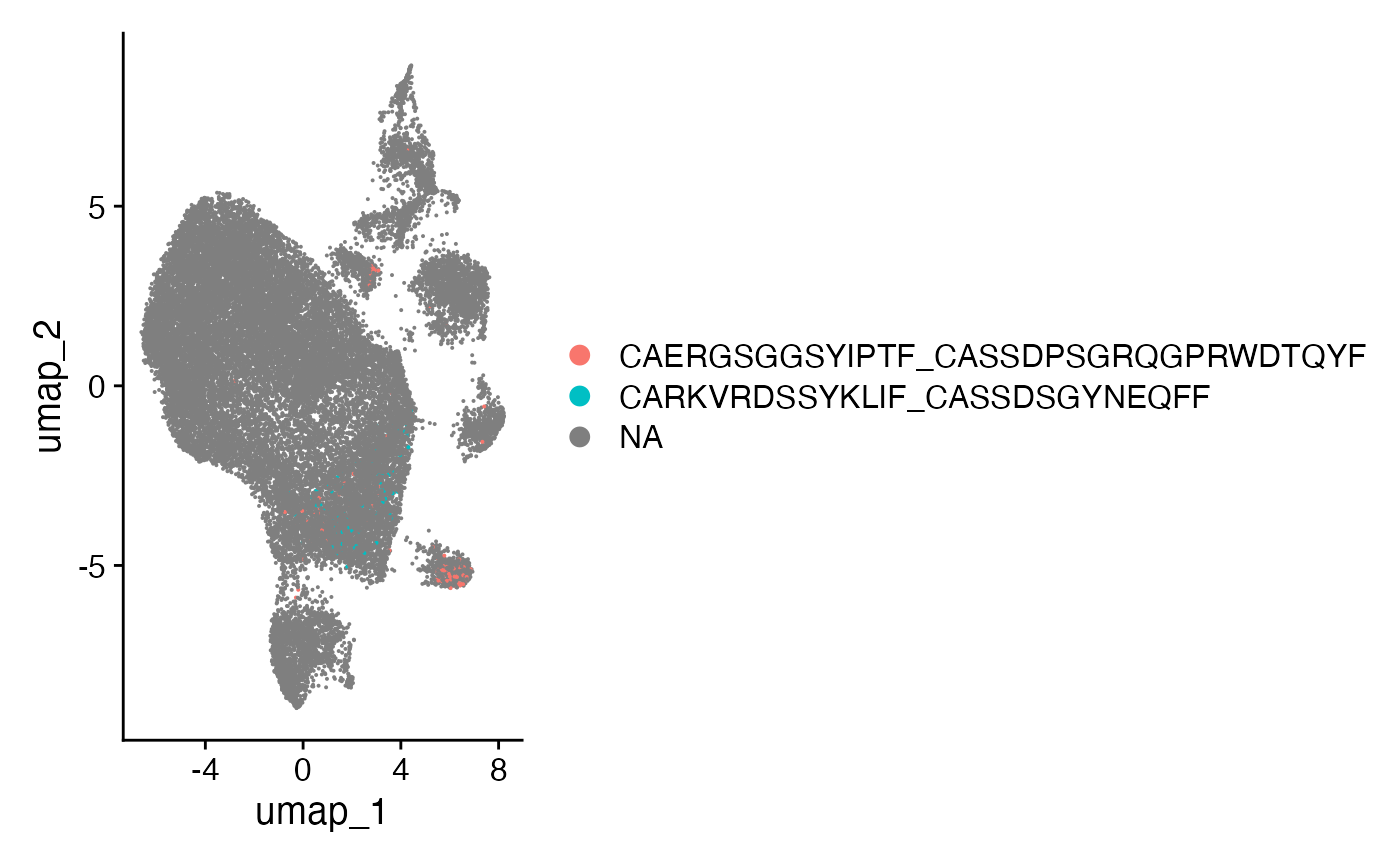 5
0
-5
umap_2
-4 0 4 8
umap_1
CAERGSGGSYIPTF_CASSDPSGRQGPRWDTQYF
CARKVRDSSYKLIF_CASSDSGYNEQFF
NA